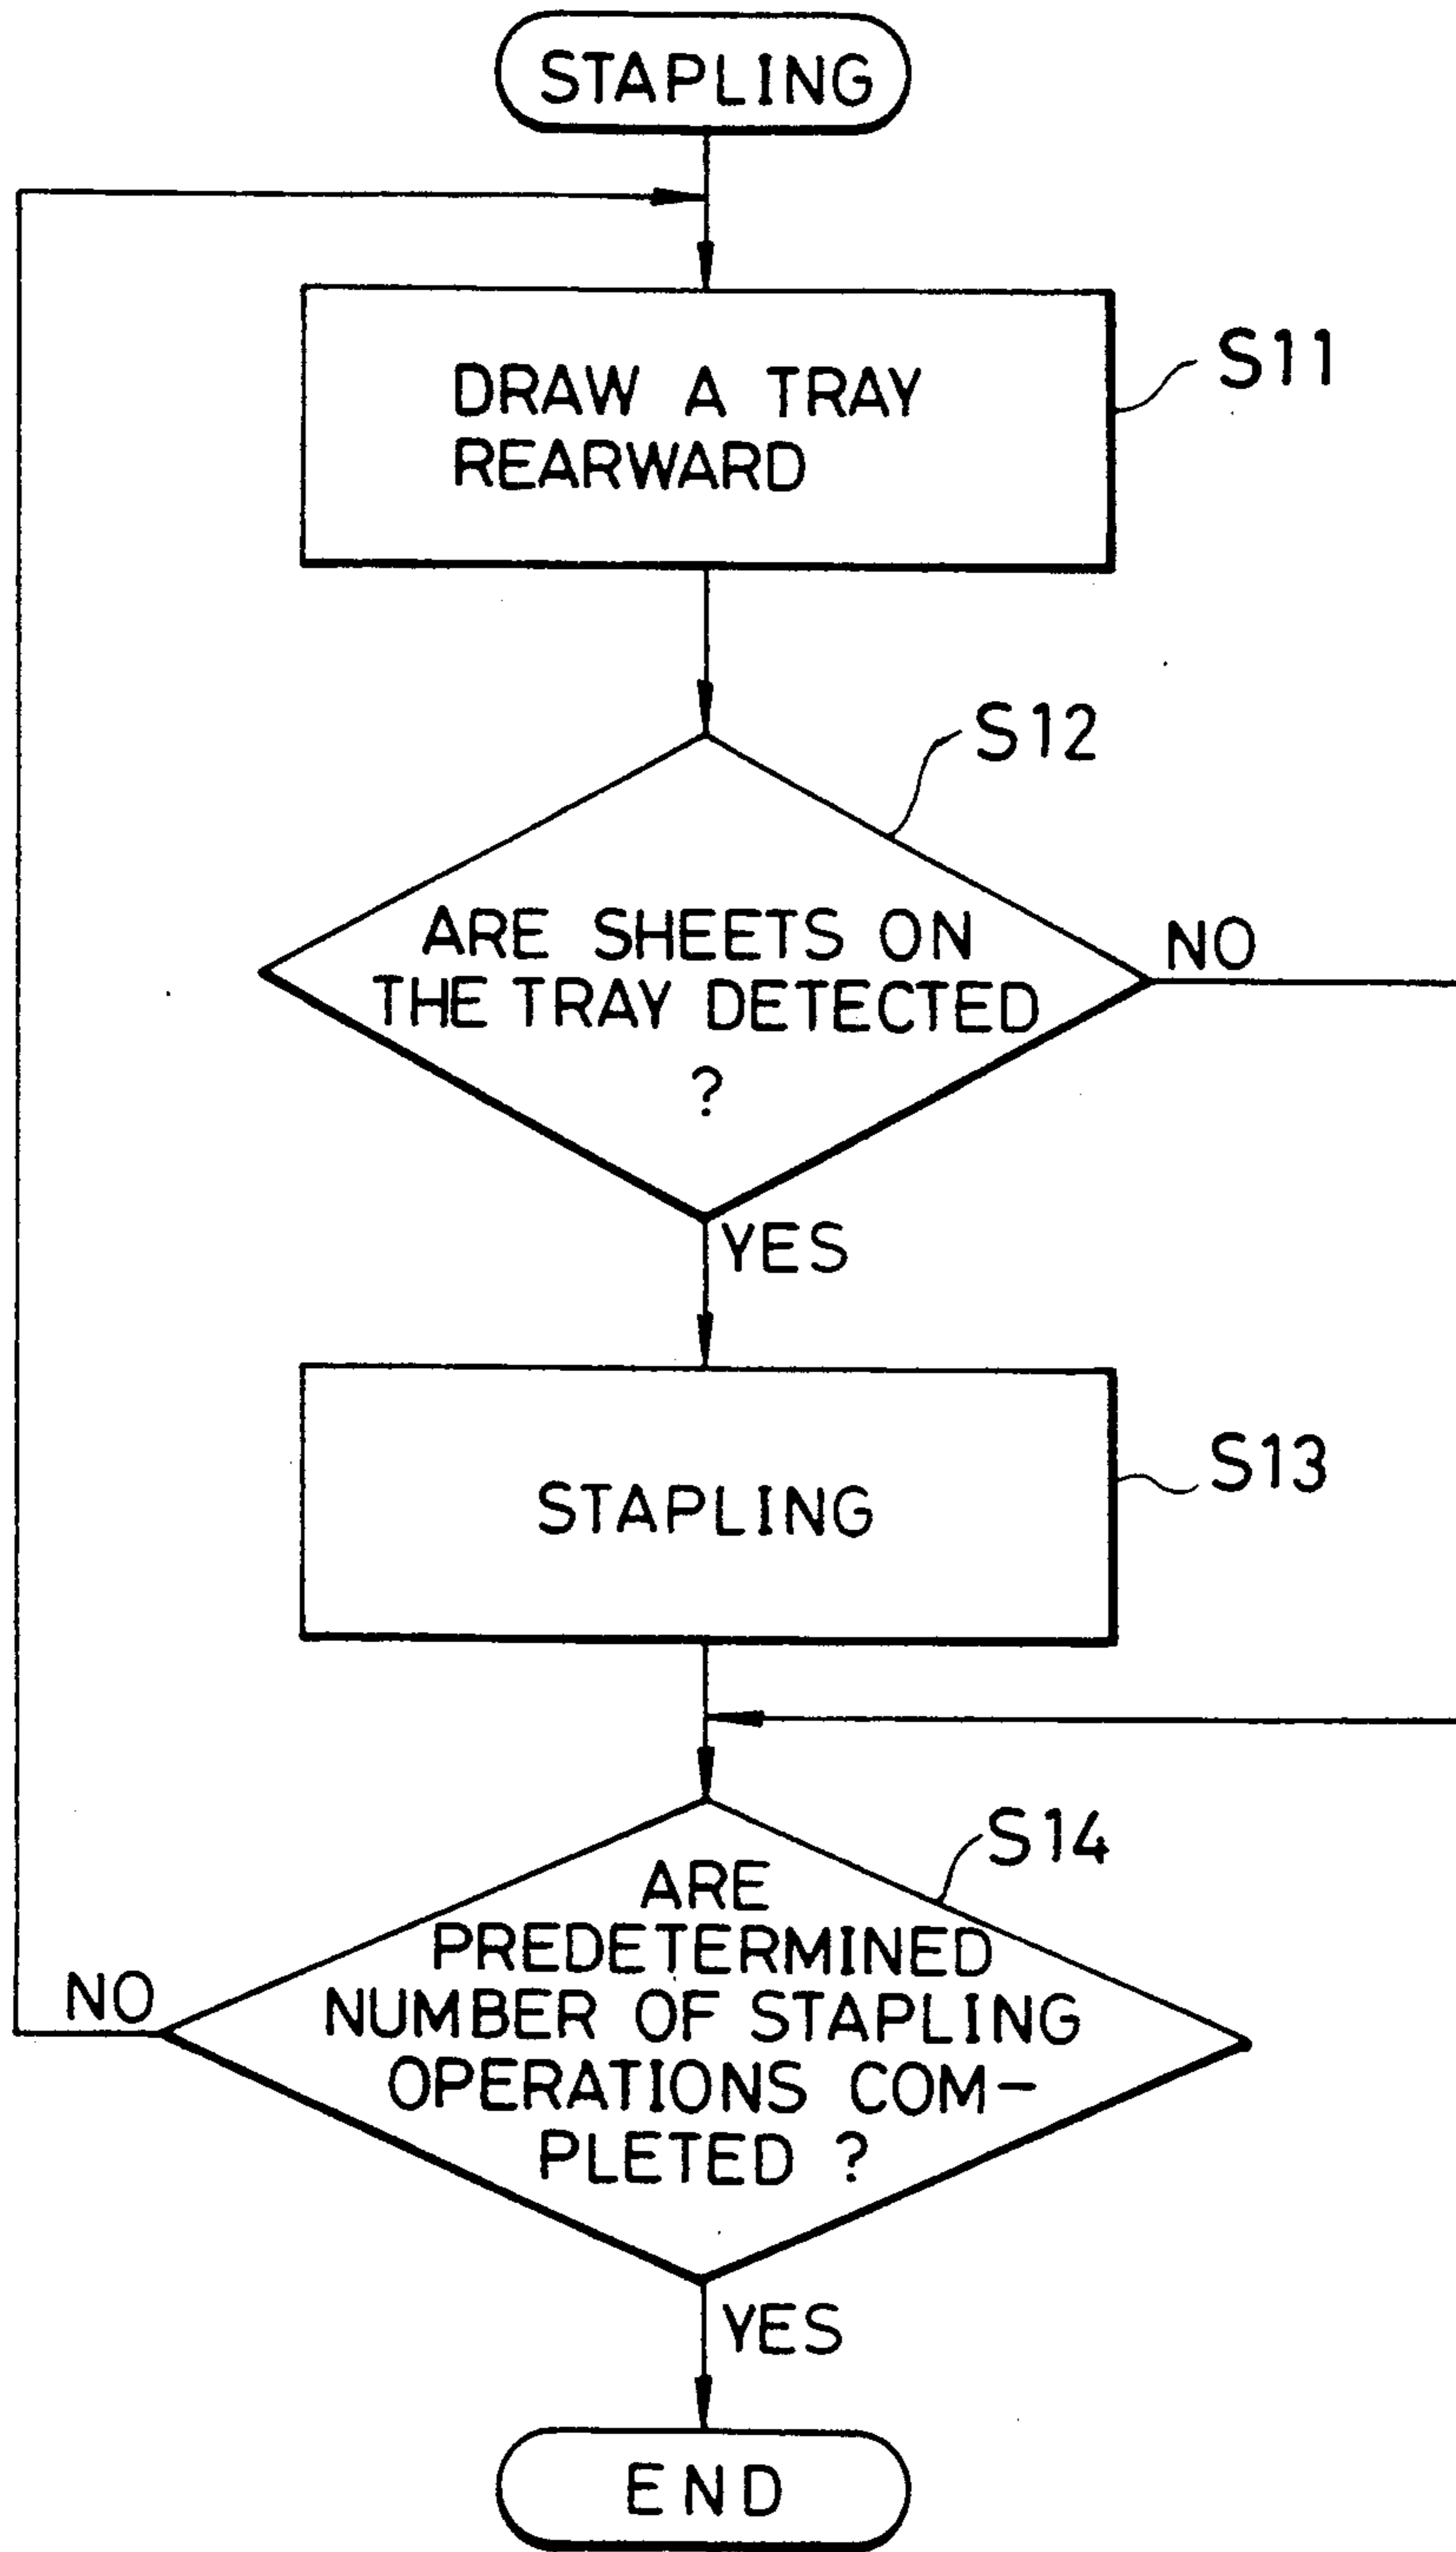 STAPLING
DRAW A TRAY
REARWARD
S11
S12
ARE SHEETS ON
THE TRAY DETECTED
?
NO
YES
STAPLING
S13
S14
ARE
PREDETERMINED
NUMBER OF STAPLING
OPERATIONS COM-
PLETED ?
NO
YES
END